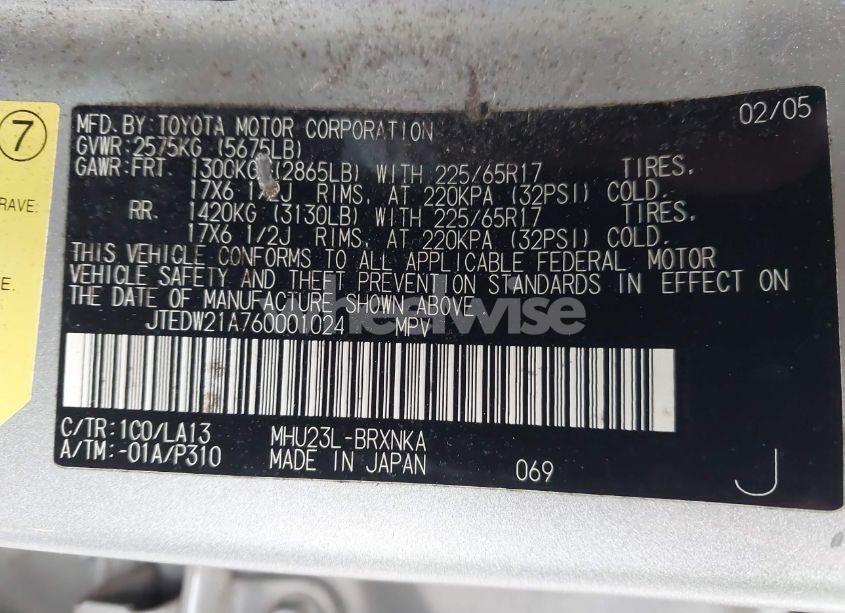 7
RAVE:
E.
02/05
MFD. BY: TOYOTA MOTOR CORPORATION
GVWR: 2575KG (5675LB)
GAWR: FRT. 1300KG (2865LB) WITH 225/65R17 TIRES,
17X6 1/2J RIMS, AT 220KPA (32PSI) COLD.
RR. 1420KG (3130LB) WITH 225/65R17 TIRES,
17X6 1/2J RIMS, AT 220KPA (32PSI) COLD.
THIS VEHICLE CONFORMS TO ALL APPLICABLE FEDERAL MOTOR
VEHICLE SAFETY AND THEFT PREVENTION STANDARDS IN EFFECT ON
THE DATE OF MANUFACTURE SHOWN ABOVE.
wheelwise
JTEDW21A760001024 MPV
C/TR: 1C0/LA13 MHU23L-BRXNKA
A/TM: -01A/P310 MADE IN JAPAN 069 J